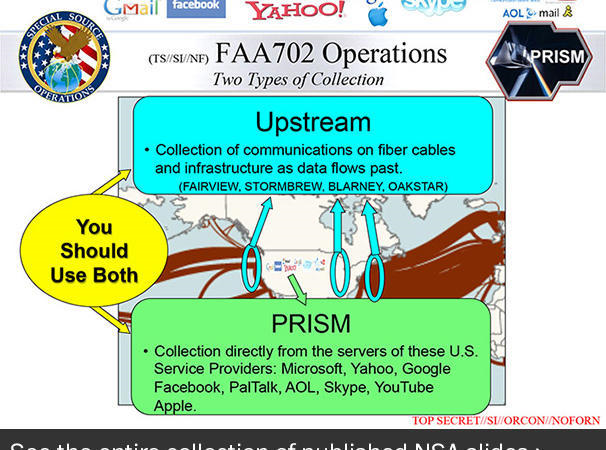 Gmail facebook
by Google
YAHOO!
skype
AOL mail
SPECIAL SOURCE
OPERATIONS
(TS//SI//NF) FAA702 Operations
Two Types of Collection
PRISM
Upstream
• Collection of communications on fiber cables
and infrastructure as data flows past.
(FAIRVIEW, STORMBREW, BLARNEY, OAKSTAR)
You
Should
Use Both
PRISM
• Collection directly from the servers of these U.S.
Service Providers: Microsoft, Yahoo, Google
Facebook, PalTalk, AOL, Skype, YouTube
Apple.
TOP SECRET//SI//ORCON//NOFORN
See the entire collection of published NSA slides ›